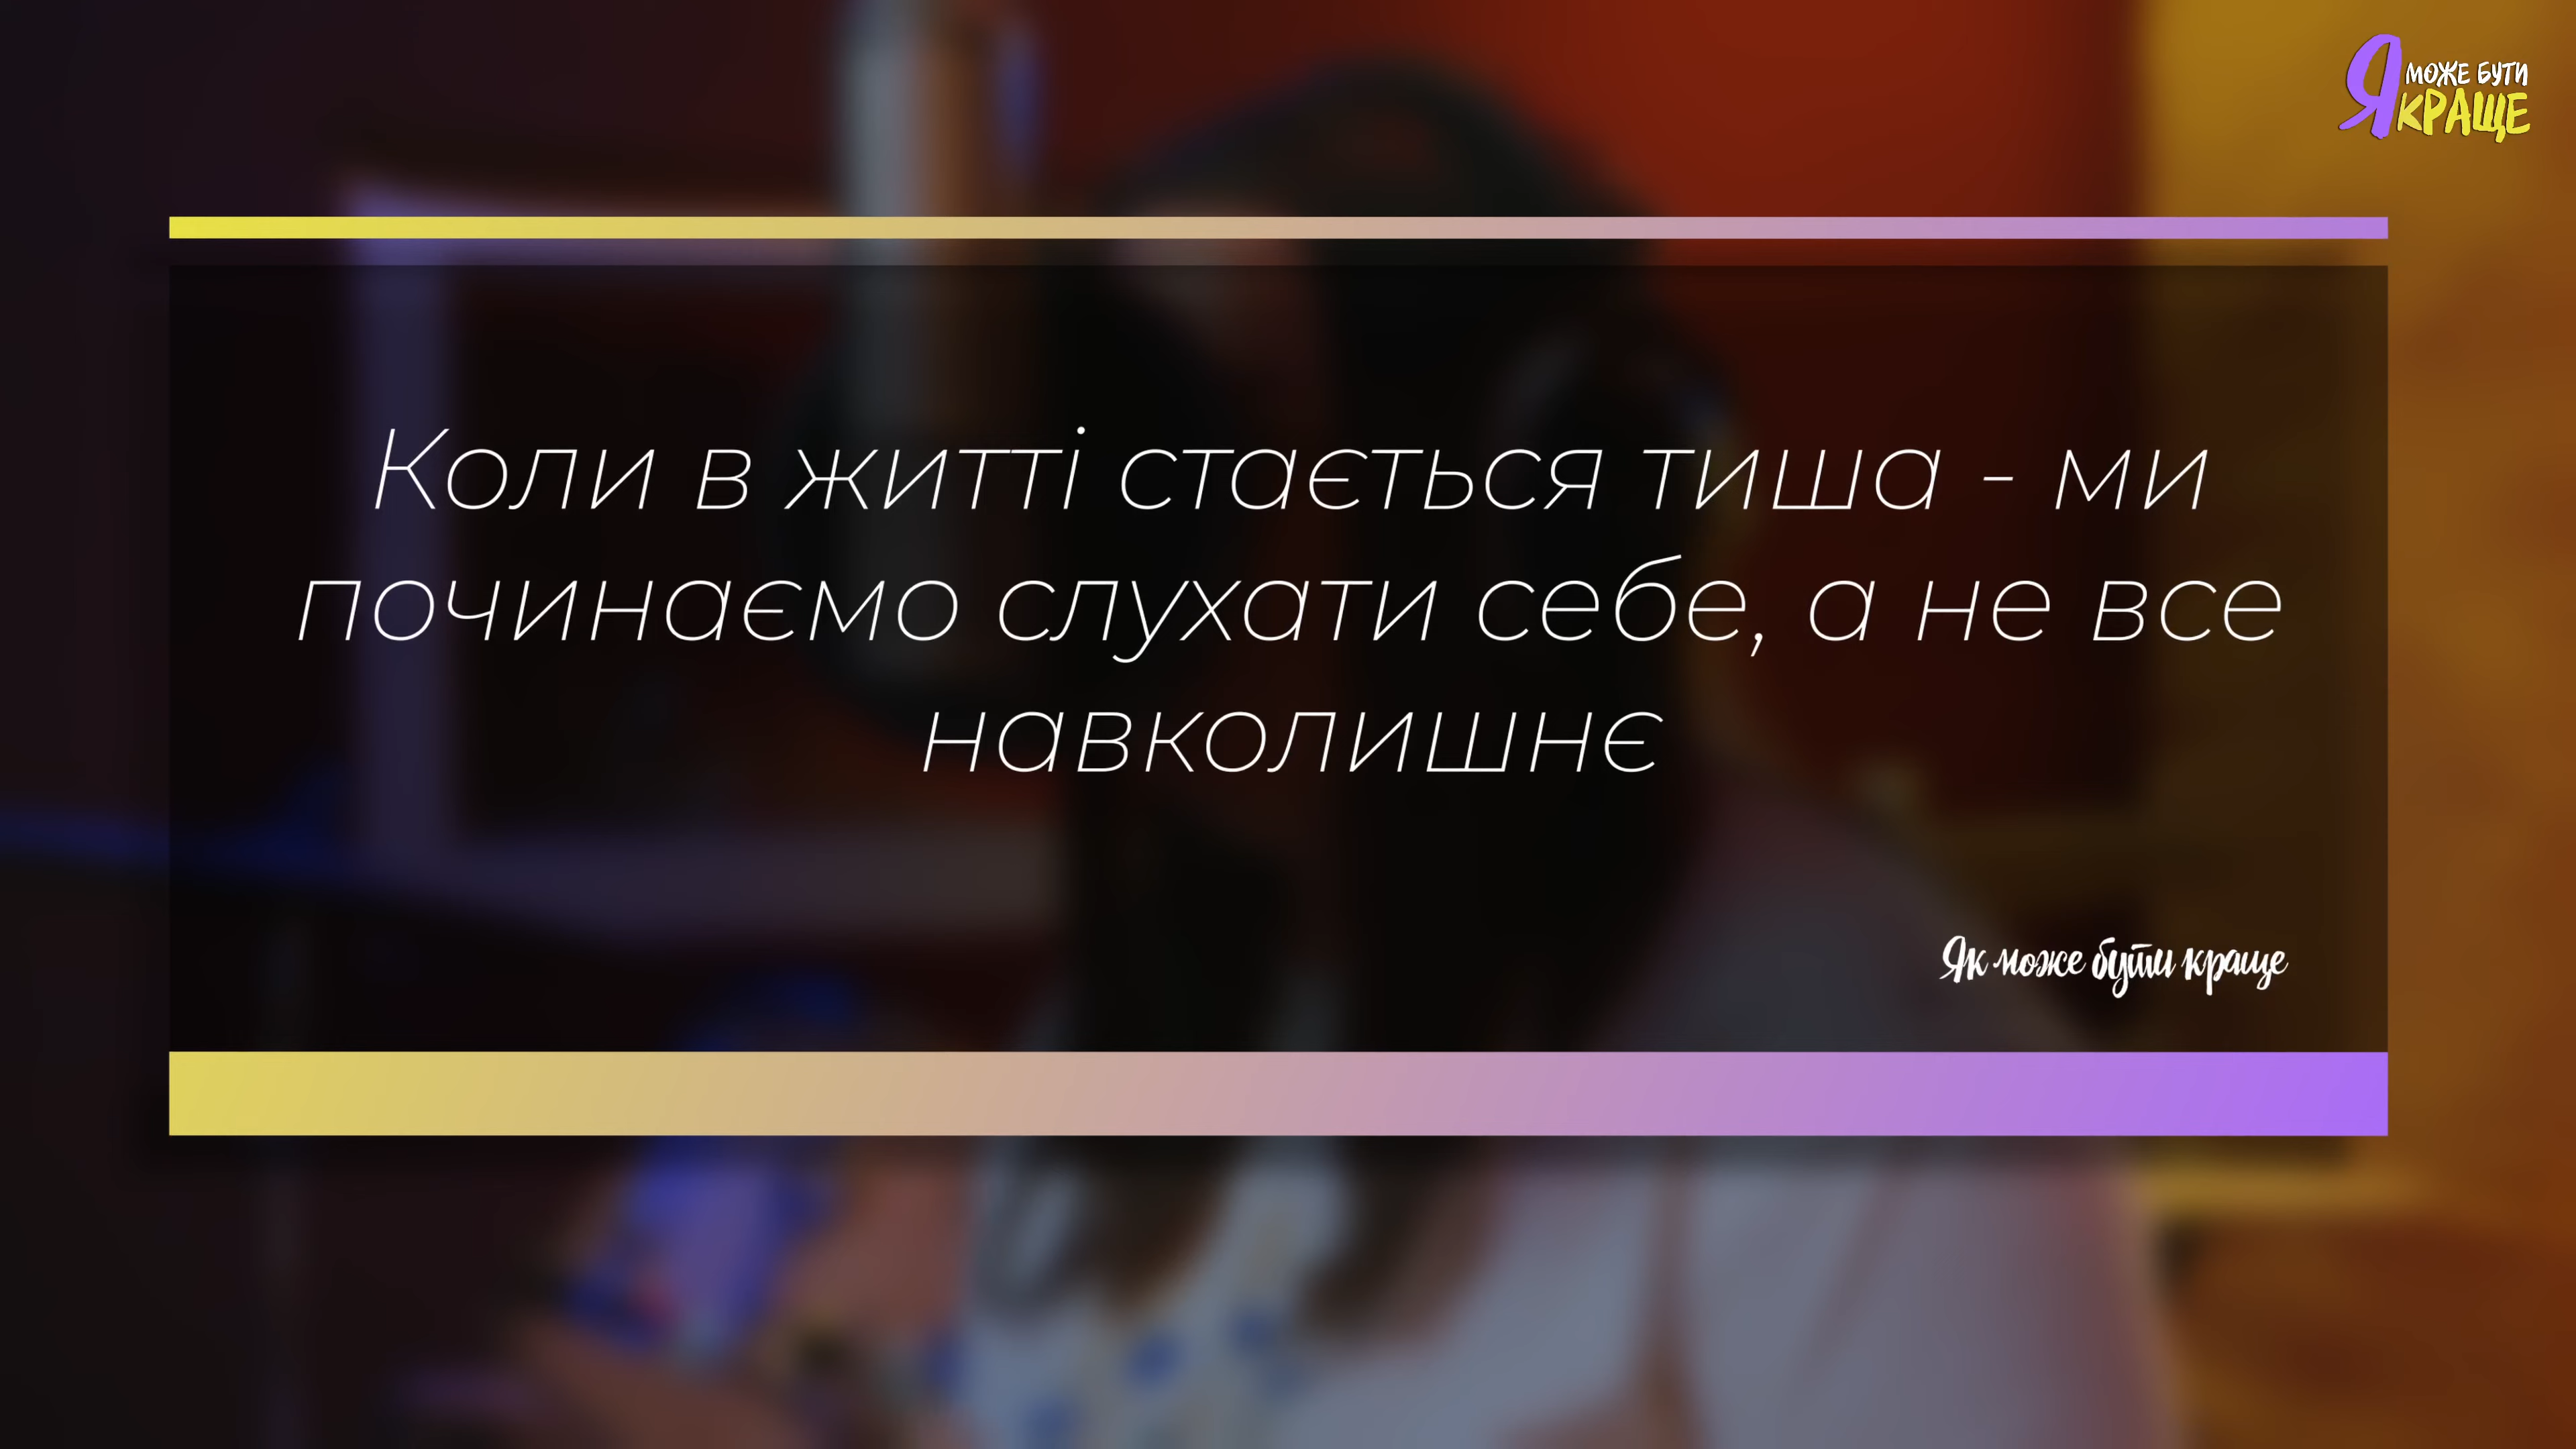 Я МОЖЕ БУТИ
КРАЩЕ
Коли в житті стається тиша - ми
починаємо слухати себе, а не все
навколишнє
Як може бути краще